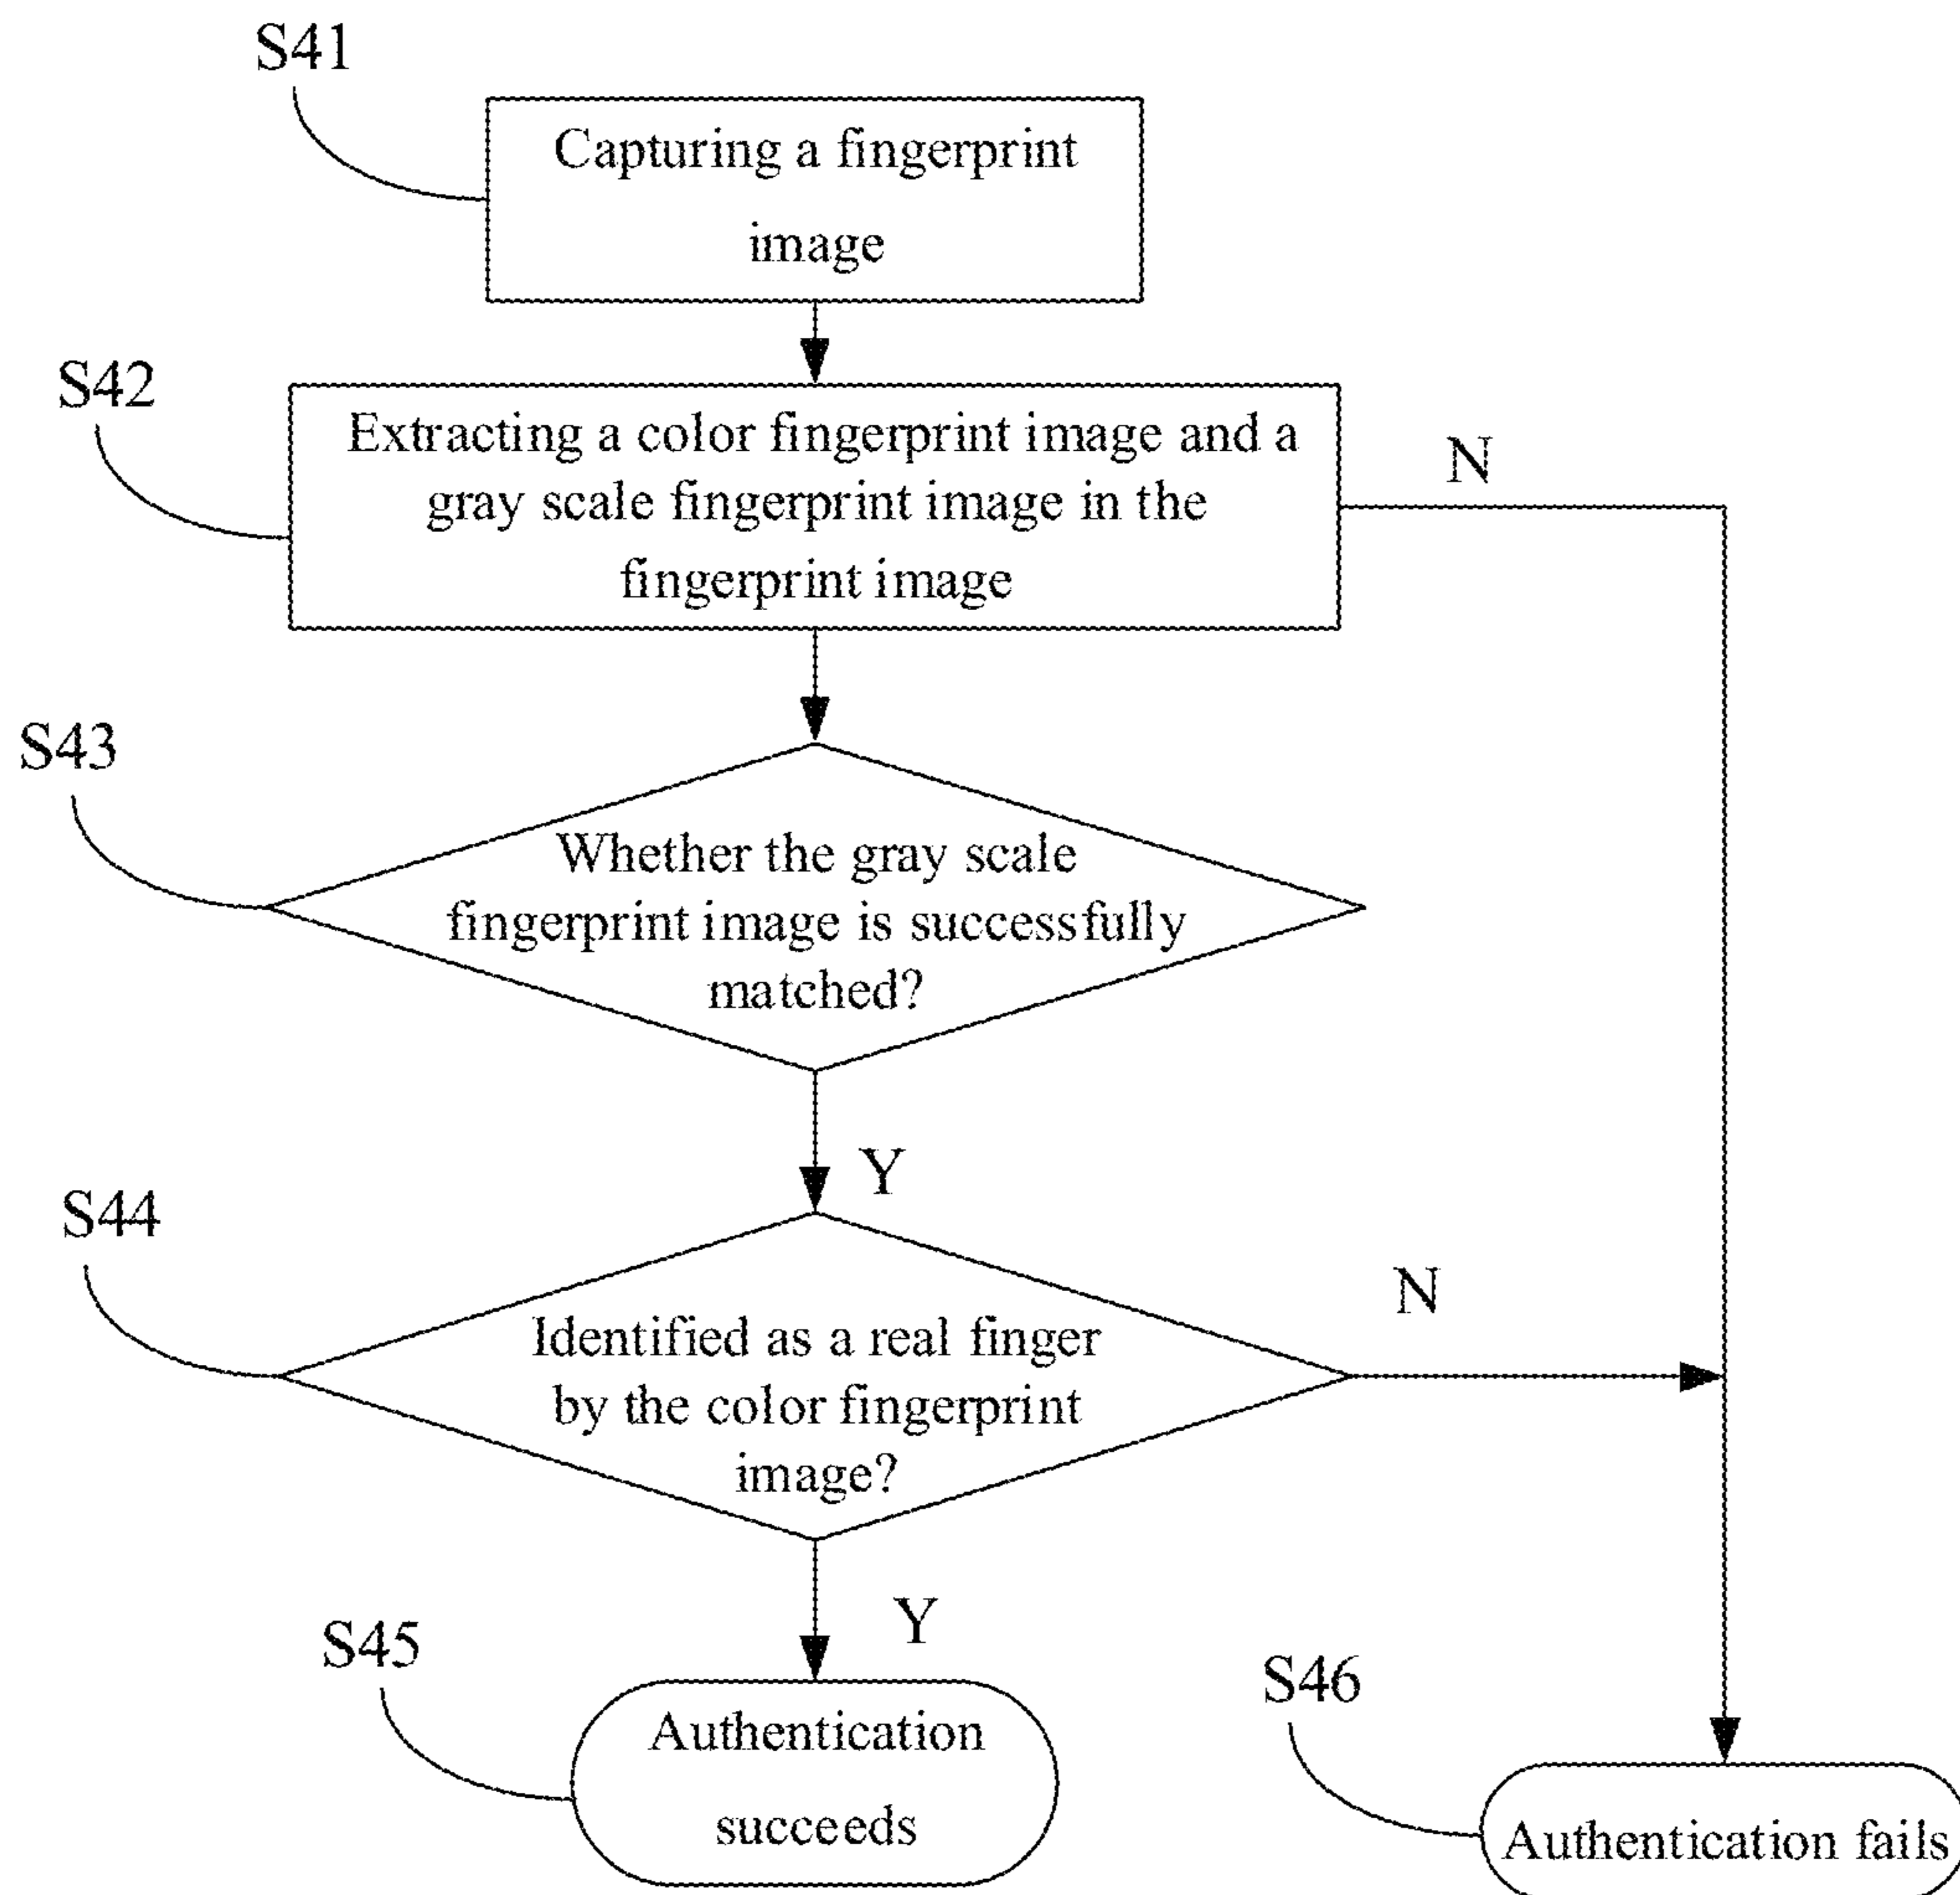 S41
Capturing a fingerprint
image
S42
Extracting a color fingerprint image and a
gray scale fingerprint image in the
fingerprint image
N
S43
Whether the gray scale
fingerprint image is successfully
matched?
Y
S44
Identified as a real finger
by the color fingerprint
image?
N
Y
S45
Authentication
succeeds
S46
Authentication fails